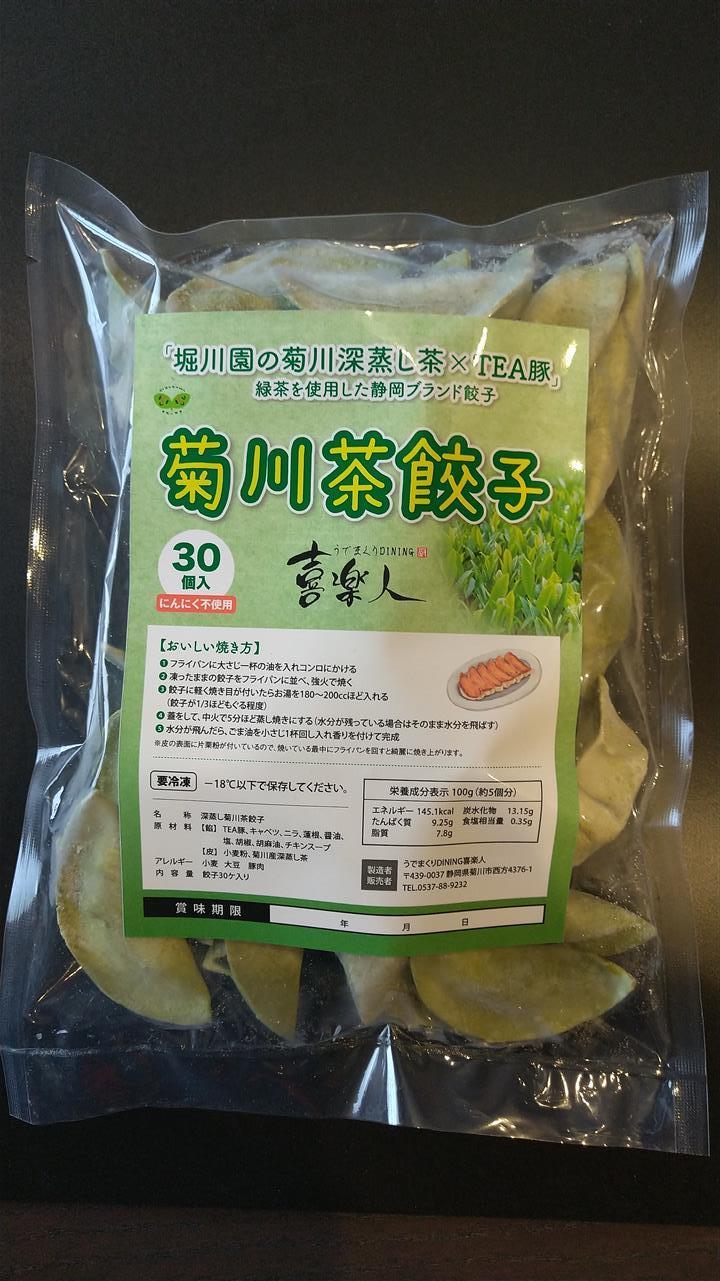 「堀川園の菊川深蒸し茶×TEA豚」
緑茶を使用した静岡ブランド餃子
菊川茶餃子
30
個入
にんにく不使用
うでまくりDINING
喜楽人
【おいしい焼き方】
❶ フライパンに大さじ一杯の油を入れコンロにかける
❷ 凍ったままの餃子をフライパンに並べ、強火で焼く
❸ 餃子に軽く焼き目が付いたらお湯を180〜200ccほど入れる
(餃子が1/3ほどもぐる程度)
❹ 蓋をして、中火で5分ほど蒸し焼きにする (水分が残っている場合はそのまま水分を飛ばす)
❺ 水分が飛んだら、ごま油を小さじ1杯回し入れ香りを付けて完成
※皮の表面に片栗粉が付いているので、焼いている最中にフライパンを回すと綺麗に焼き上がります。
要冷凍 −18℃以下で保存してください。
名 称 深蒸し菊川茶餃子
原 材 料 【餡】 TEA豚、キャベツ、ニラ、蓮根、醤油、
塩、胡椒、胡麻油、チキンスープ
【皮】 小麦粉、菊川産深蒸し茶
アレルギー 小麦 大豆 豚肉
内 容 量 餃子30ケ入り
栄養成分表示 100g (約5個分)
エネルギー 145.1kcal 炭水化物 13.15g
たんぱく質 9.25g 食塩相当量 0.35g
脂質 7.8g
製造者
販売者
うでまくりDINING喜楽人
〒439-0037 静岡県菊川市西方4376-1
TEL.0537-88-9232
賞味期限 年 月 日